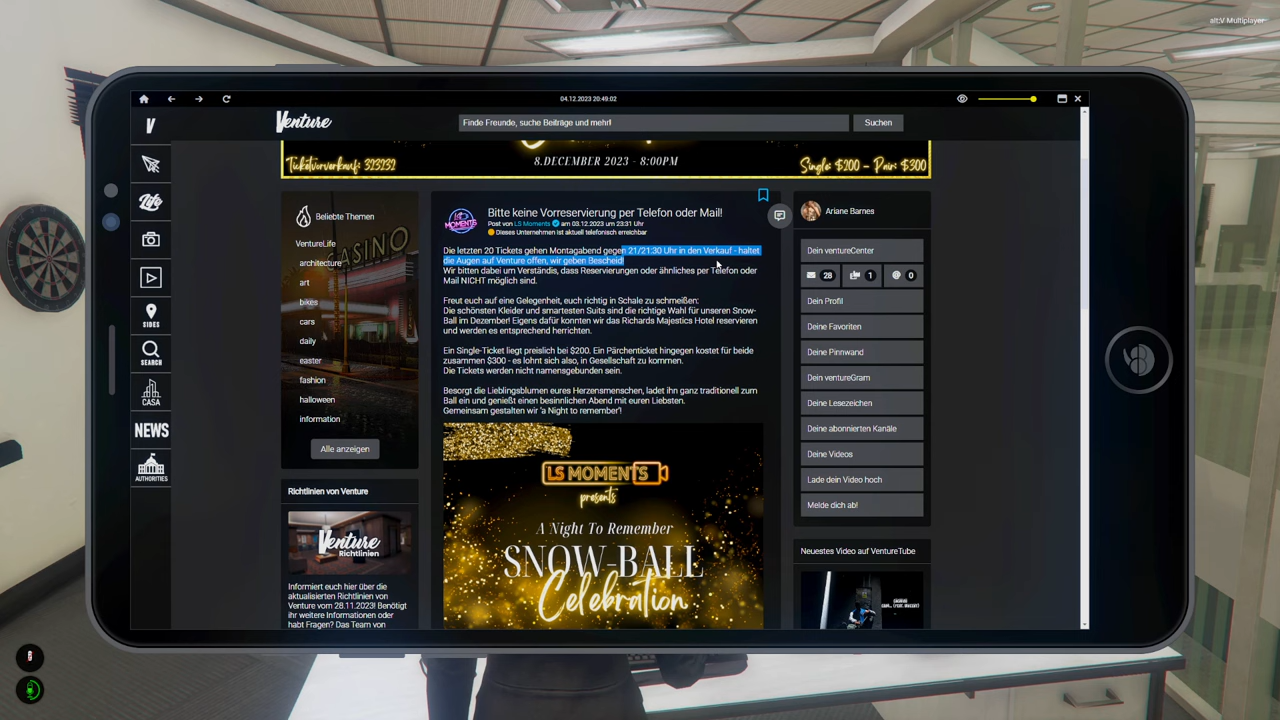 alt:V Multiplayer
04.12.2023 20:49:02
Venture
Finde Freunde, suche Beiträge und mehr!
Suchen
V
Life
SIDES
SEARCH
CASA
NEWS
AUTHORITIES
Ticketvorverkauf: 323232
8.DECEMBER 2023 - 8:00PM
Single: $200 - Pair: $300
Beliebte Themen
CASINO
VentureLife
architecture
art
bikes
cars
daily
easter
fashion
halloween
information
Alle anzeigen
Richtlinien von Venture
Venture
Richtlinien
Informiert euch hier über die
aktualisierten Richtlinien von
Venture vom 28.11.2023! Benötigt
ihr weitere Informationen oder
habt Fragen? Das Team von
LS
MOMENTS
Bitte keine Vorreservierung per Telefon oder Mail!
Post von LS Moments am 03.12.2023 um 23:31 Uhr
Dieses Unternehmen ist aktuell telefonisch erreichbar
Die letzten 20 Tickets gehen Montagabend gegen 21/21:30 Uhr in den Verkauf - haltet
die Augen auf Venture offen, wir geben Bescheid!
Wir bitten dabei um Verständis, dass Reservierungen oder ähnliches per Telefon oder
Mail NICHT möglich sind.
Freut euch auf eine Gelegenheit, euch richtig in Schale zu schmeißen:
Die schönsten Kleider und smartesten Suits sind die richtige Wahl für unseren Snow-
Ball im Dezember! Eigens dafür konnten wir das Richards Majestics Hotel reservieren
und werden es entsprechend herrichten.
Ein Single-Ticket liegt preislich bei $200. Ein Pärchenticket hingegen kostet für beide
zusammen $300 - es lohnt sich also, in Gesellschaft zu kommen.
Die Tickets werden nicht namensgebunden sein.
Besorgt die Lieblingsblumen eures Herzensmenschen, ladet ihn ganz traditionell zum
Ball ein und genießt einen besinnlichen Abend mit euren Liebsten.
Gemeinsam gestalten wir 'a Night to remember'!
LS MOMENTS
presents
A Night To Remember
SNOW-BALL
Celebration
Ariane Barnes
Dein ventureCenter
28
1
0
Dein Profil
Deine Favoriten
Deine Pinnwand
Dein ventureGram
Deine Lesezeichen
Deine abonnierten Kanäle
Deine Videos
Lade dein Video hoch
Melde dich ab!
Neuestes Video auf VentureTube